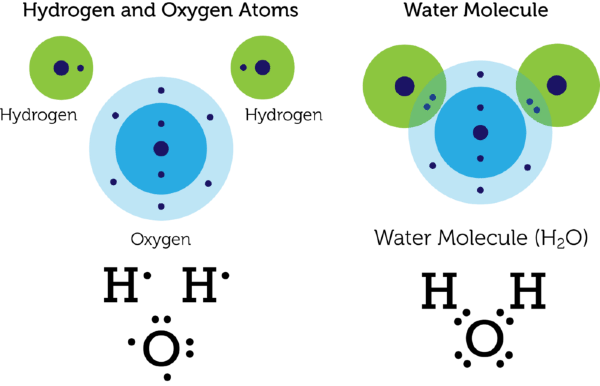 Hydrogen and Oxygen Atoms
Hydrogen
Hydrogen
Oxygen
H H
O
Water Molecule
Water Molecule (H₂O)
H H
O